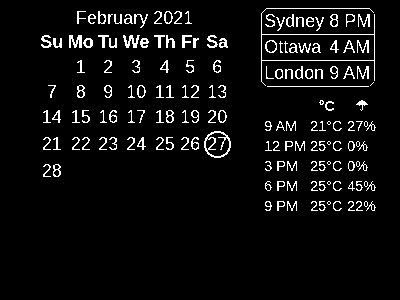 February 2021
Su Mo Tu We Th Fr Sa
1 2 3 4 5 6
7 8 9 10 11 12 13
14 15 16 17 18 19 20
21 22 23 24 25 26 27
28
Sydney 8 PM
Ottawa 4 AM
London 9 AM
°C ☂
9 AM 21°C 27%
12 PM 25°C 0%
3 PM 25°C 0%
6 PM 25°C 45%
9 PM 25°C 22%